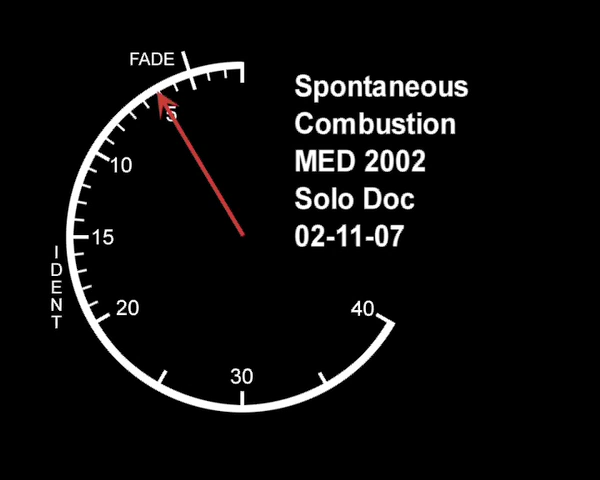 FADE
5
10
15
IDENT
20
30
40
Spontaneous
Combustion
MED 2002
Solo Doc
02-11-07